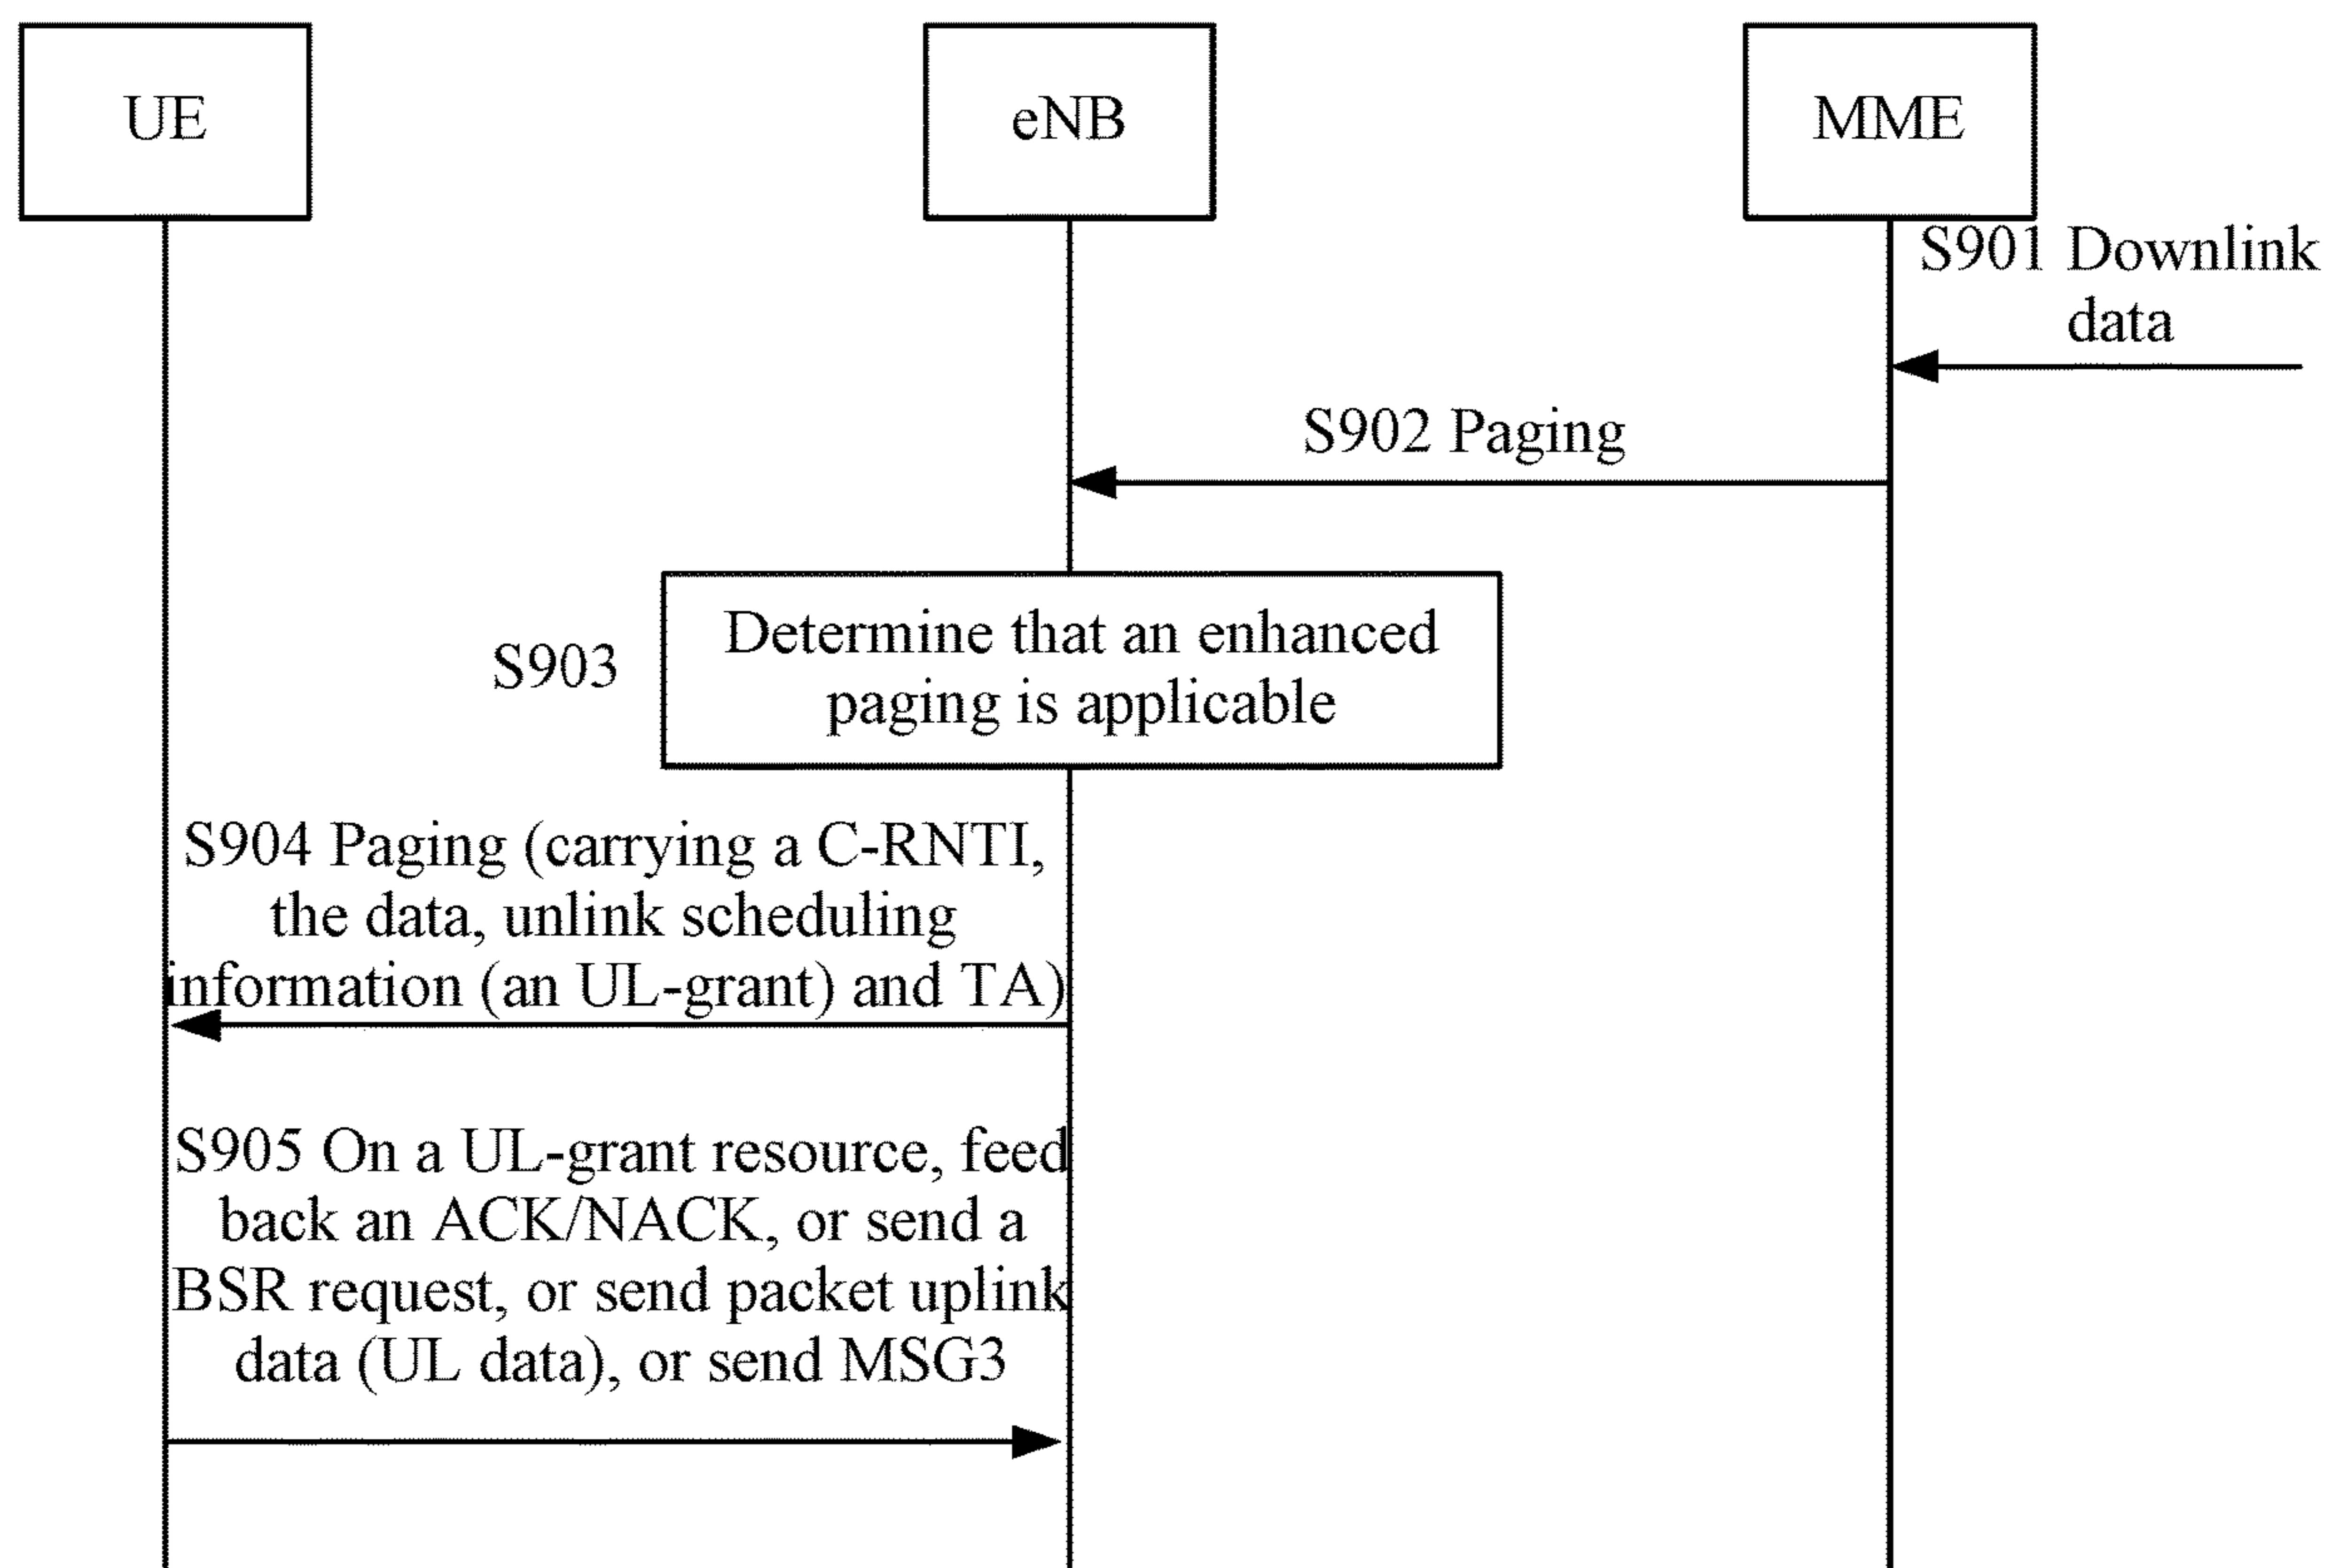 UE
eNB
MME
S901 Downlink
data
S902 Paging
S903
Determine that an enhanced
paging is applicable
S904 Paging (carrying a C-RNTI,
the data, unlink scheduling
information (an UL-grant) and TA)
S905 On a UL-grant resource, feed
back an ACK/NACK, or send a
BSR request, or send packet uplink
data (UL data), or send MSG3